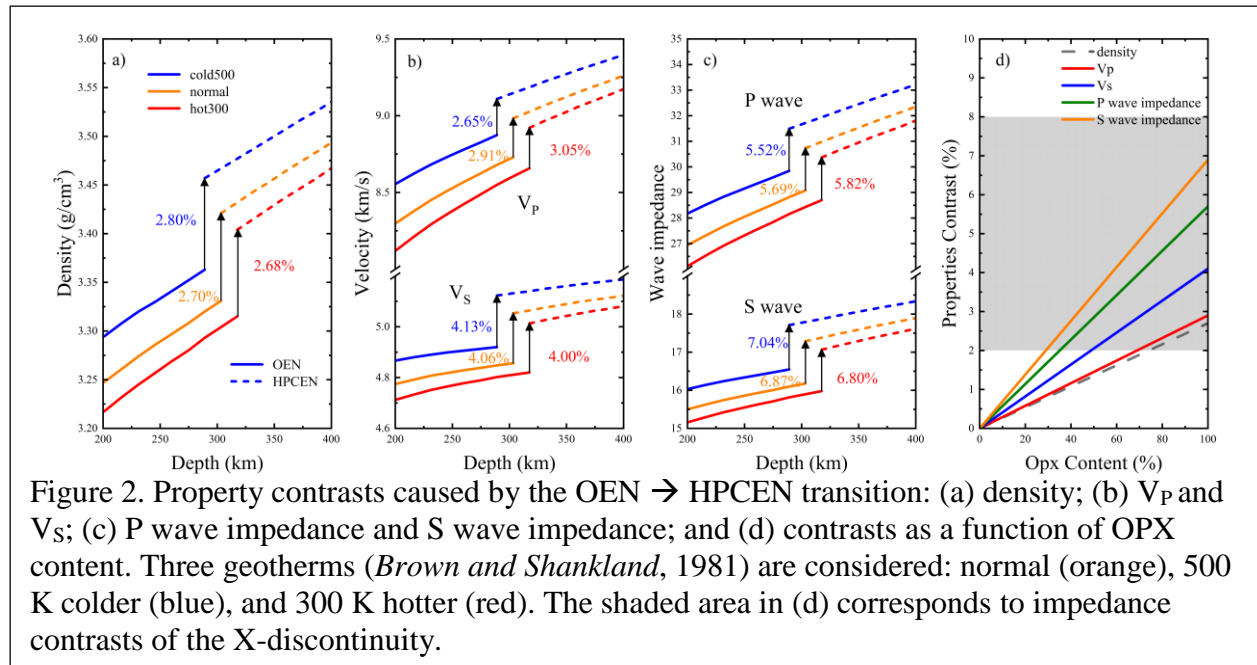 a)
cold500
normal
hot300
2.80%
2.70%
2.68%
OEN
HPCEN
3.60
3.55
3.50
3.45
3.40
3.35
3.30
3.25
3.20
Density (g/cm³)
200 250 300 350 400
Depth (km)
b)
2.65%
2.91%
3.05%
V_P
V_S
4.13%
4.06%
4.00%
9.5
9.0
8.5
5.0
4.8
4.6
Velocity (km/s)
200 250 300 350 400
Depth (km)
c)
P wave
5.52%
5.69%
5.82%
S wave
7.04%
6.87%
6.80%
35
34
33
32
31
30
29
28
27
18
17
16
15
Wave impedance
200 250 300 350 400
Depth (km)
d)
density
Vp
Vs
P wave impedance
S wave impedance
10
9
8
7
6
5
4
3
2
1
0
Properties Contrast (%)
0 20 40 60 80 100
Opx Content (%)
Figure 2. Property contrasts caused by the OEN → HPCEN transition: (a) density; (b) V_P and
V_S; (c) P wave impedance and S wave impedance; and (d) contrasts as a function of OPX
content. Three geotherms (Brown and Shankland, 1981) are considered: normal (orange), 500
K colder (blue), and 300 K hotter (red). The shaded area in (d) corresponds to impedance
contrasts of the X-discontinuity.